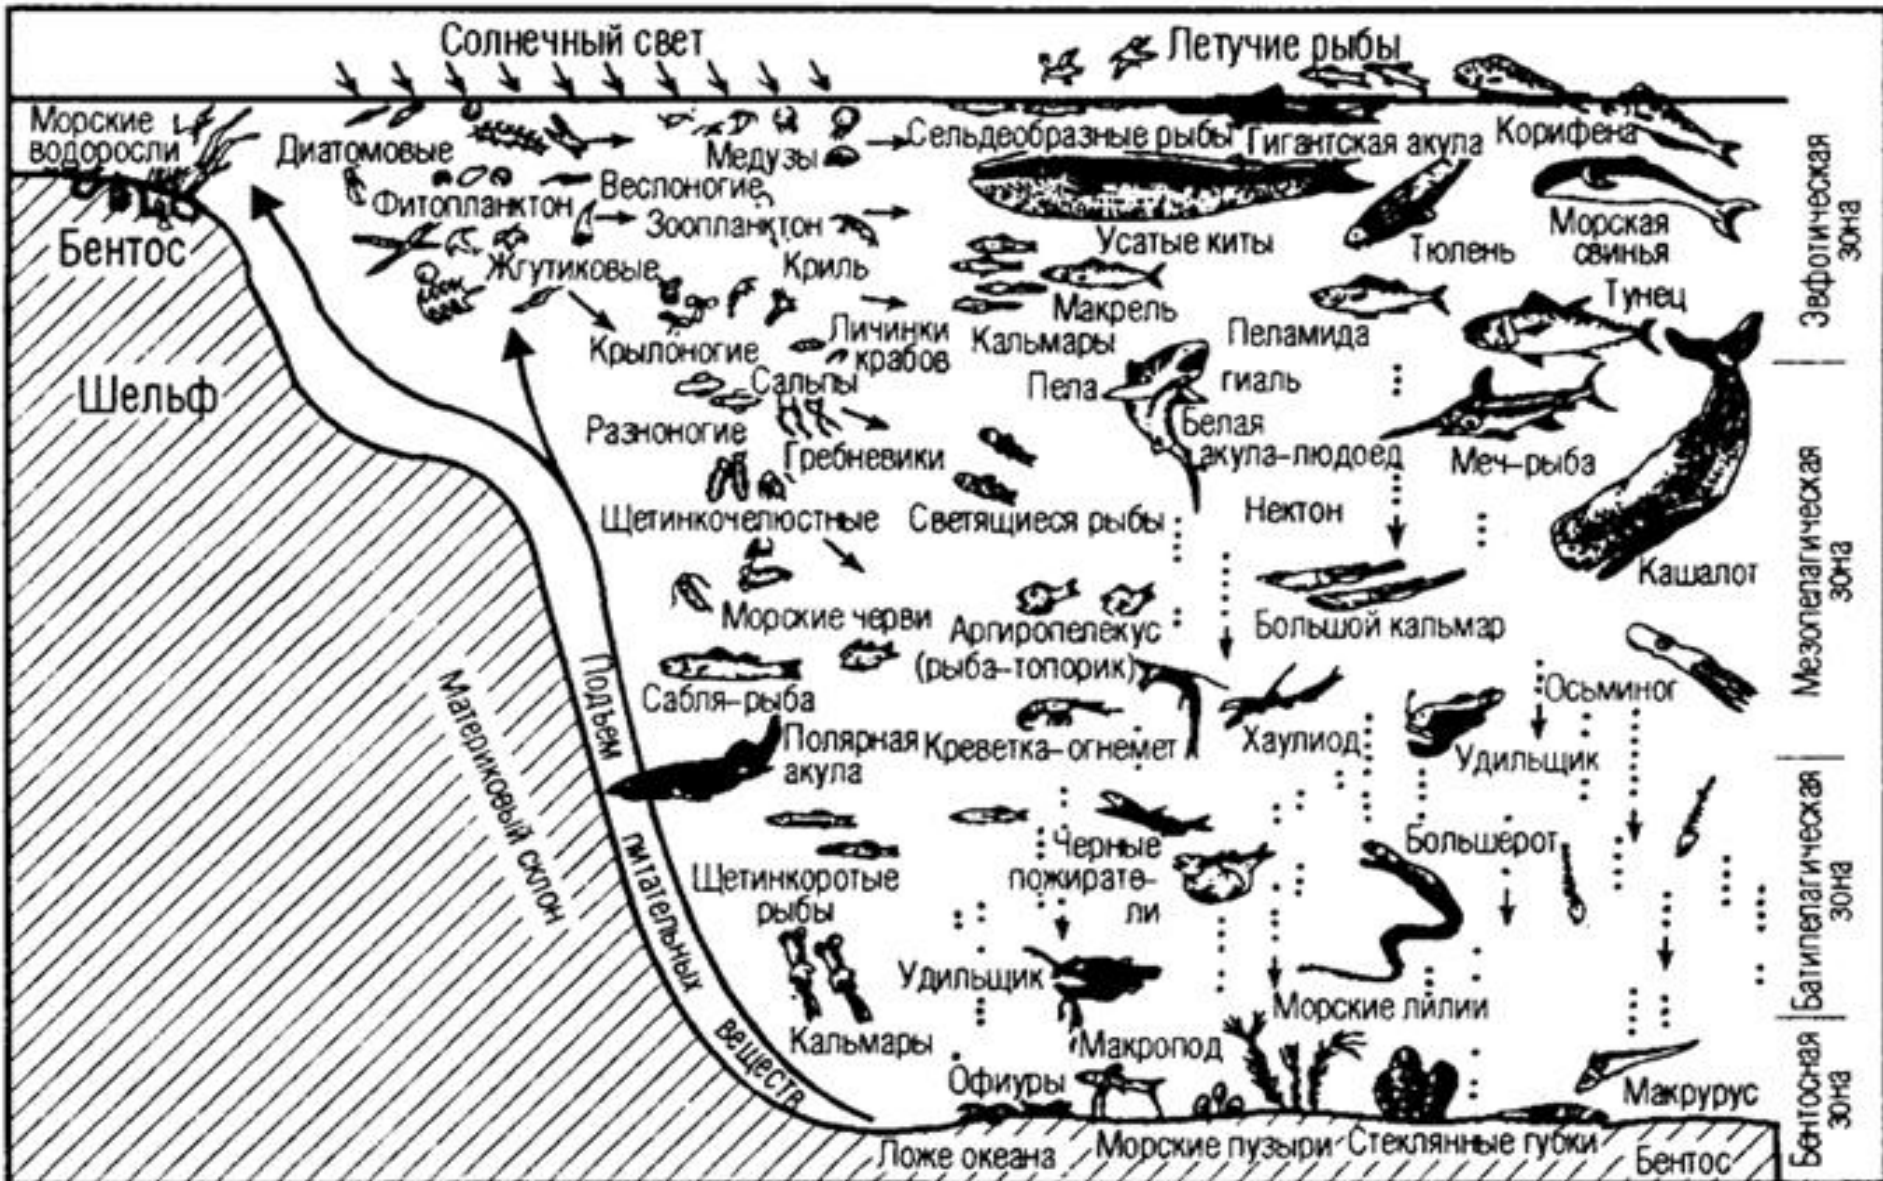 Солнечный свет
Летучие рыбы
Морские
водоросли
Диатомовые
Медузы
Сельдеобразные рыбы
Гигантская акула
Корифена
Веслоногие
Фитопланктон
Зоопланктон
Усатые киты
Тюлень
Морская
свинья
Бентос
Жгутиковые
Криль
Макрель
Тунец
Эвфотическая
зона
Крылоногие
Личинки
крабов
Кальмары
Пеламида
Шельф
Сальпы
Пела
гиаль
Разноногие
Гребневики
Белая
акула-людоед
Меч-рыба
Щетинкочелюстные
Светящиеся рыбы
Нектон
Кашалот
Мезопелагическая
зона
Морские черви
Аргиропелекус
(рыба-топорик)
Большой кальмар
Сабля-рыба
Осьминог
Полярная
акула
Креветка-огнемет
Хаулиод
Удильщик
Материковый склон
Подъем
питательных
веществ
Щетинкоротые
рыбы
Черные
пожирате-
ли
Большерот
Батипелагическая
зона
Удильщик
Морские лилии
Кальмары
Макропод
Офиуры
Макрурус
Бентосная
зона
Ложе океана
Морские пузыри
Стеклянные губки
Бентос